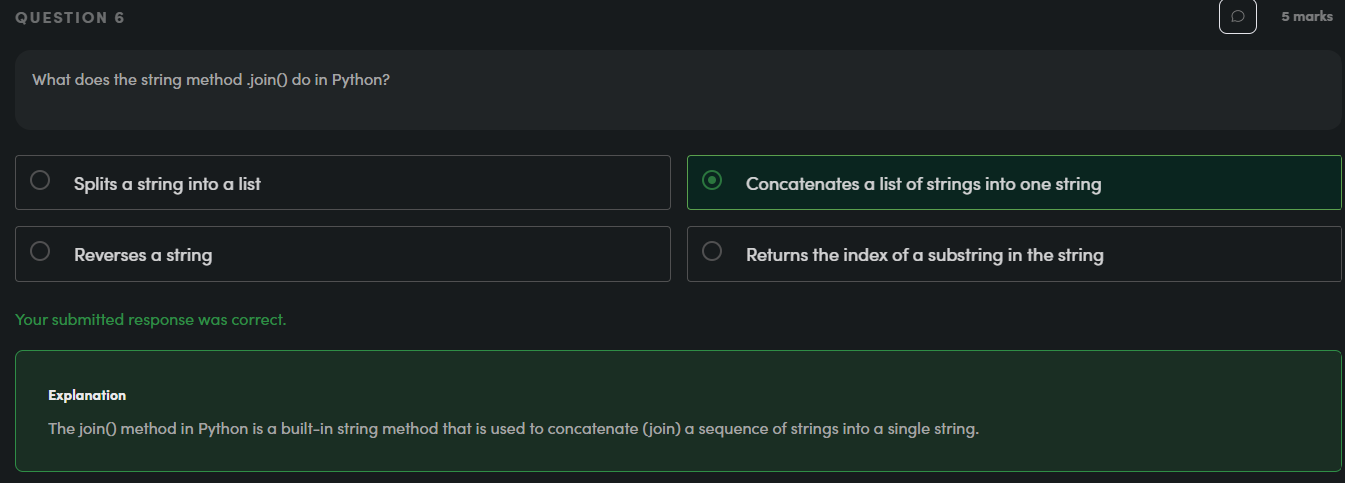 QUESTION 6
5 marks
What does the string method .join() do in Python?
Splits a string into a list
Concatenates a list of strings into one string
Reverses a string
Returns the index of a substring in the string
Your submitted response was correct.
Explanation
The join() method in Python is a built-in string method that is used to concatenate (join) a sequence of strings into a single string.